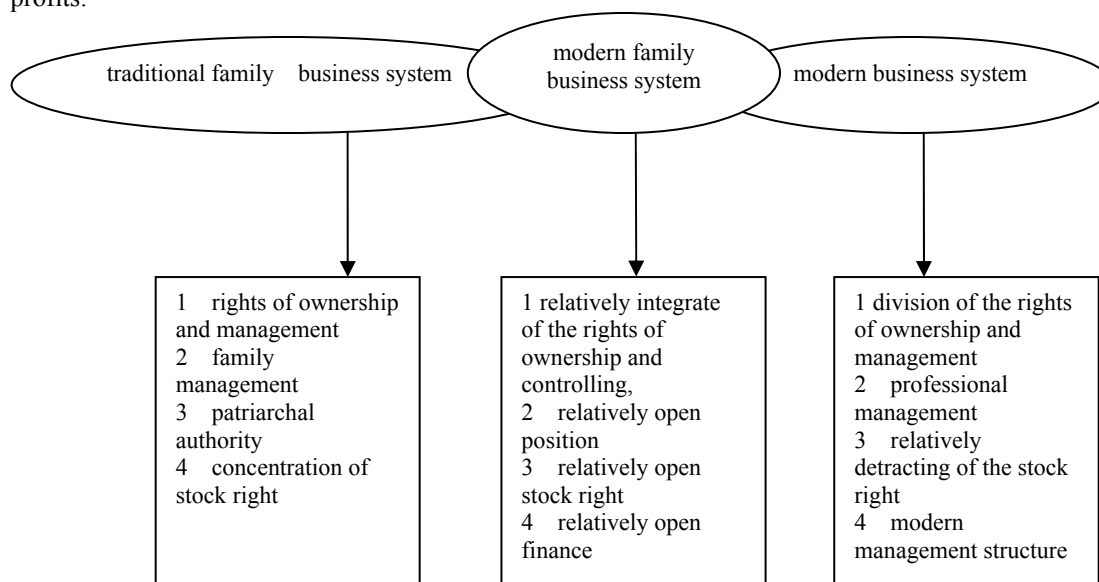 profits.
traditional family business system
modern family
business system
modern business system
1 rights of ownership
and management
2 family
management
3 patriarchal
authority
4 concentration of
stock right
1 relatively integrate
of the rights of
ownership and
controlling,
2 relatively open
position
3 relatively open
stock right
4 relatively open
finance
1 division of the rights
of ownership and
management
2 professional
management
3 relatively
detracting of the stock
right
4 modern
management structure